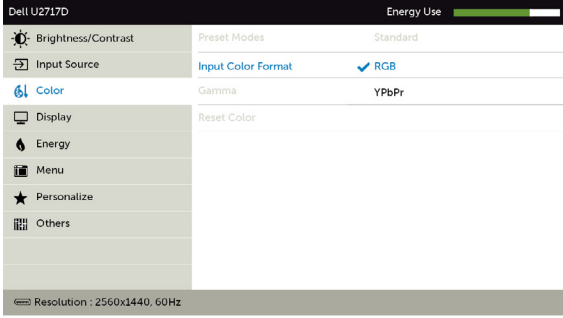 Dell U2717D Energy Use
Brightness/Contrast Preset Modes Standard
Input Source Input Color Format RGB
Color Gamma YPbPr
Display Reset Color
Energy
Menu
Personalize
Others
Resolution : 2560x1440, 60Hz